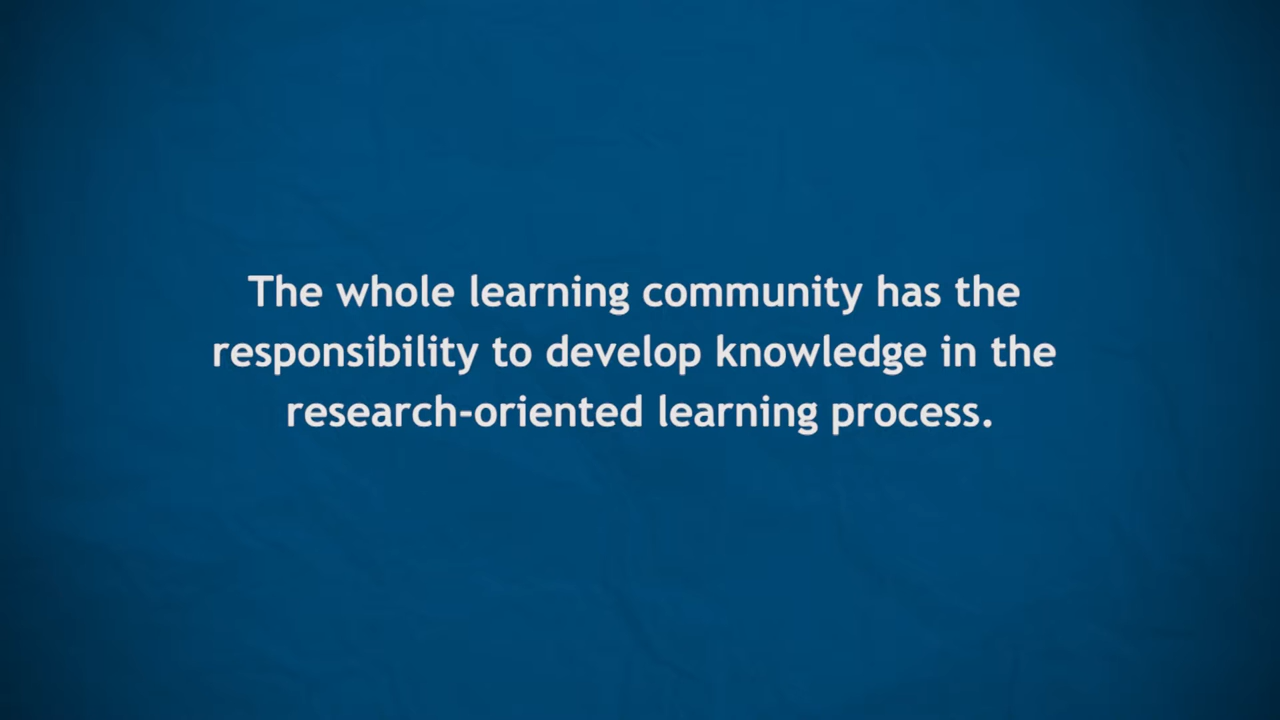 The whole learning community has the
responsibility to develop knowledge in the
research-oriented learning process.